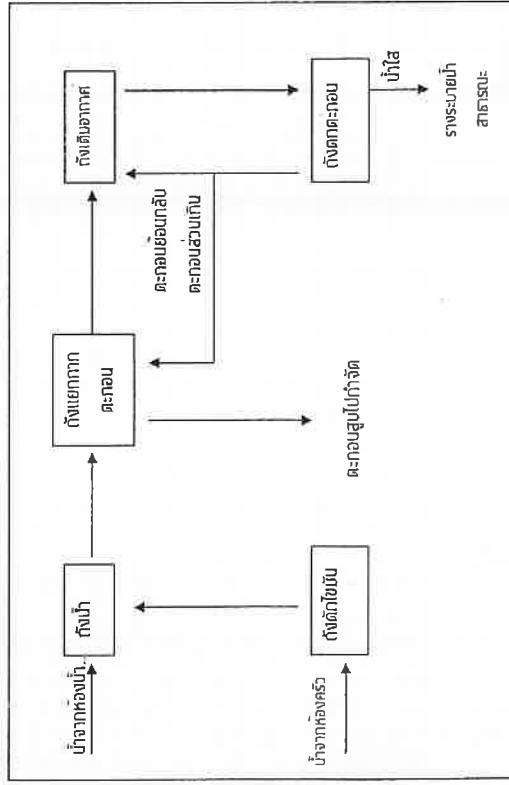 น้ำจากห้องน้ำ
ถังน้ำ
ถังแยกกาก
ตะกอน
ถังเติมอากาศ
ตะกอนย้อนกลับ
ตะกอนส่วนเกิน
น้ำจากห้องครัว
ถังดักไขมัน
ตะกอนสูบไปกำจัด
ถังตกตะกอน
น้ำใส
รางระบายน้ำ
สาธารณะ